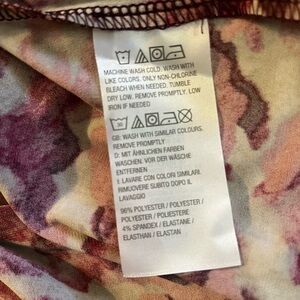 MACHINE WASH COLD. WASH WITH
LIKE COLORS. ONLY NON-CHLORINE
BLEACH WHEN NEEDED. TUMBLE
DRY LOW. REMOVE PROMPTLY. LOW
IRON IF NEEDED
GB: WASH WITH SIMILAR COLOURS.
REMOVE PROMPTLY
D: MIT ÄHNLICHEN FARBEN
WASCHEN. VOR DER WÄSCHE
ENTFERNEN
I: LAVARE CON COLORI SIMILARI.
RIMUOVERE SUBITO DOPO IL
LAVAGGIO
96% POLYESTER / POLYESTER /
POLYESTER / POLIESTERE
4% SPANDEX / ELASTANE /
ELASTHAN / ELASTAN